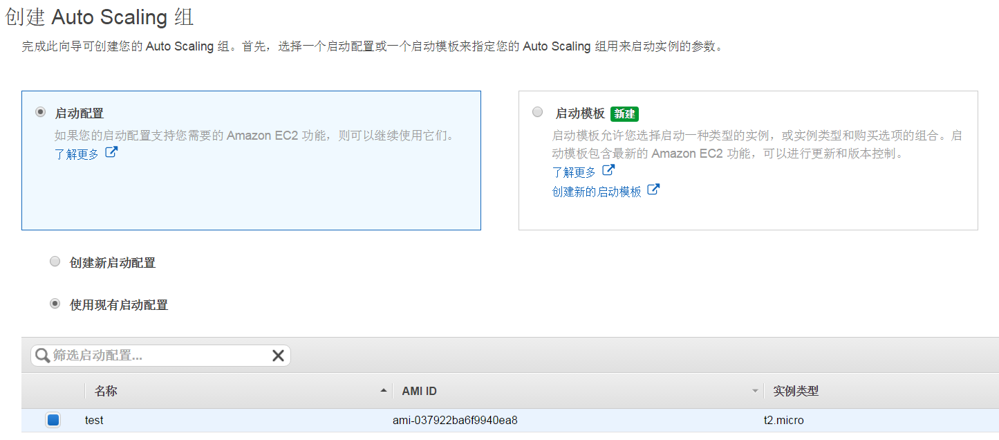 创建 Auto Scaling 组
完成此向导可创建您的 Auto Scaling 组。首先，选择一个启动配置或一个启动模板来指定您的 Auto Scaling 组用来启动实例的参数。
启动配置
如果您的启动配置支持您需要的 Amazon EC2 功能，则可以继续使用它们。
了解更多
启动模板 新建
启动模板允许您选择启动一种类型的实例，或实例类型和购买选项的组合。启
动模板包含最新的 Amazon EC2 功能，可以进行更新和版本控制。
了解更多
创建新的启动模板
创建新启动配置
使用现有启动配置
筛选启动配置...
名称 AMI ID 实例类型
test ami-037922ba6f9940ea8 t2.micro